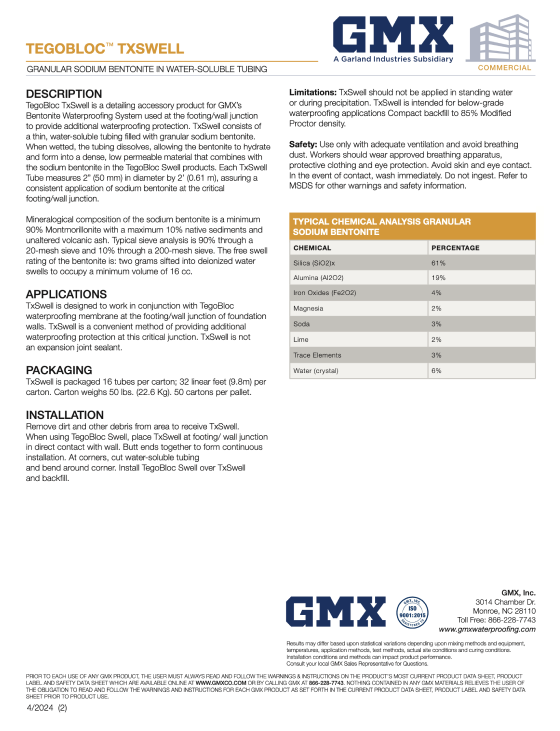 TEGOBLOC™ TXSWELL
GRANULAR SODIUM BENTONITE IN WATER-SOLUBLE TUBING
GMX
A Garland Industries Subsidiary
COMMERCIAL
DESCRIPTION
TegoBloc TxSwell is a detailing accessory product for GMX's
Bentonite Waterproofing System used at the footing/wall junction
to provide additional waterproofing protection. TxSwell consists of
a thin, water-soluble tubing filled with granular sodium bentonite.
When wetted, the tubing dissolves, allowing the bentonite to hydrate
and form into a dense, low permeable material that combines with
the sodium bentonite in the TegoBloc Swell products. Each TxSwell
Tube measures 2" (50 mm) in diameter by 2' (0.61 m), assuring a
consistent application of sodium bentonite at the critical
footing/wall junction.
Mineralogical composition of the sodium bentonite is a minimum
90% Montmorillonite with a maximum 10% native sediments and
unaltered volcanic ash. Typical sieve analysis is 90% through a
20-mesh sieve and 10% through a 200-mesh sieve. The free swell
rating of the bentonite is: two grams sifted into deionized water
swells to occupy a minimum volume of 16 cc.
APPLICATIONS
TxSwell is designed to work in conjunction with TegoBloc
waterproofing membrane at the footing/wall junction of foundation
walls. TxSwell is a convenient method of providing additional
waterproofing protection at this critical junction. TxSwell is not
an expansion joint sealant.
PACKAGING
TxSwell is packaged 16 tubes per carton; 32 linear feet (9.8m) per
carton. Carton weighs 50 lbs. (22.6 Kg). 50 cartons per pallet.
INSTALLATION
Remove dirt and other debris from area to receive TxSwell.
When using TegoBloc Swell, place TxSwell at footing/ wall junction
in direct contact with wall. Butt ends together to form continuous
installation. At corners, cut water-soluble tubing
and bend around corner. Install TegoBloc Swell over TxSwell
and backfill.
Limitations: TxSwell should not be applied in standing water
or during precipitation. TxSwell is intended for below-grade
waterproofing applications Compact backfill to 85% Modified
Proctor density.
Safety: Use only with adequate ventilation and avoid breathing
dust. Workers should wear approved breathing apparatus,
protective clothing and eye protection. Avoid skin and eye contact.
In the event of contact, wash immediately. Do not ingest. Refer to
MSDS for other warnings and safety information.
TYPICAL CHEMICAL ANALYSIS GRANULAR
SODIUM BENTONITE
CHEMICAL PERCENTAGE
Silics (SiO2)x 61%
Alumina (Al2O2) 19%
Iron Oxides (Fe2O2) 4%
Magnesia 2%
Soda 3%
Lime 2%
Trace Elements 3%
Water (crystal) 6%
GMX
ISO
9001:2015
GMX, Inc.
3014 Chamber Dr.
Monroe, NC 28110
Toll Free: 866-228-7743
www.gmxwaterproofing.com
Results may differ based upon statistical variations depending upon mixing methods and equipment,
temperatures, application methods, test methods, actual site conditions and curing conditions.
Installation conditions and methods can impact product performance.
Consult your local GMX Sales Representative for Questions.
PRIOR TO EACH USE OF ANY GMX PRODUCT, THE USER MUST ALWAYS READ AND FOLLOW THE WARNINGS & INSTRUCTIONS ON THE PRODUCT'S MOST CURRENT PRODUCT DATA SHEET, PRODUCT
LABEL AND SAFETY DATA SHEET WHICH ARE AVAILABLE ONLINE AT WWW.GMXCO.COM OR BY CALLING GMX AT 866-228-7743. NOTHING CONTAINED IN ANY GMX MATERIALS RELIEVES THE USER OF
THE OBLIGATION TO READ AND FOLLOW THE WARNINGS AND INSTRUCTIONS FOR EACH GMX PRODUCT AS SET FORTH IN THE CURRENT PRODUCT DATA SHEET, PRODUCT LABEL AND SAFETY DATA
SHEET PRIOR TO PRODUCT USE.
4/2024 (2)